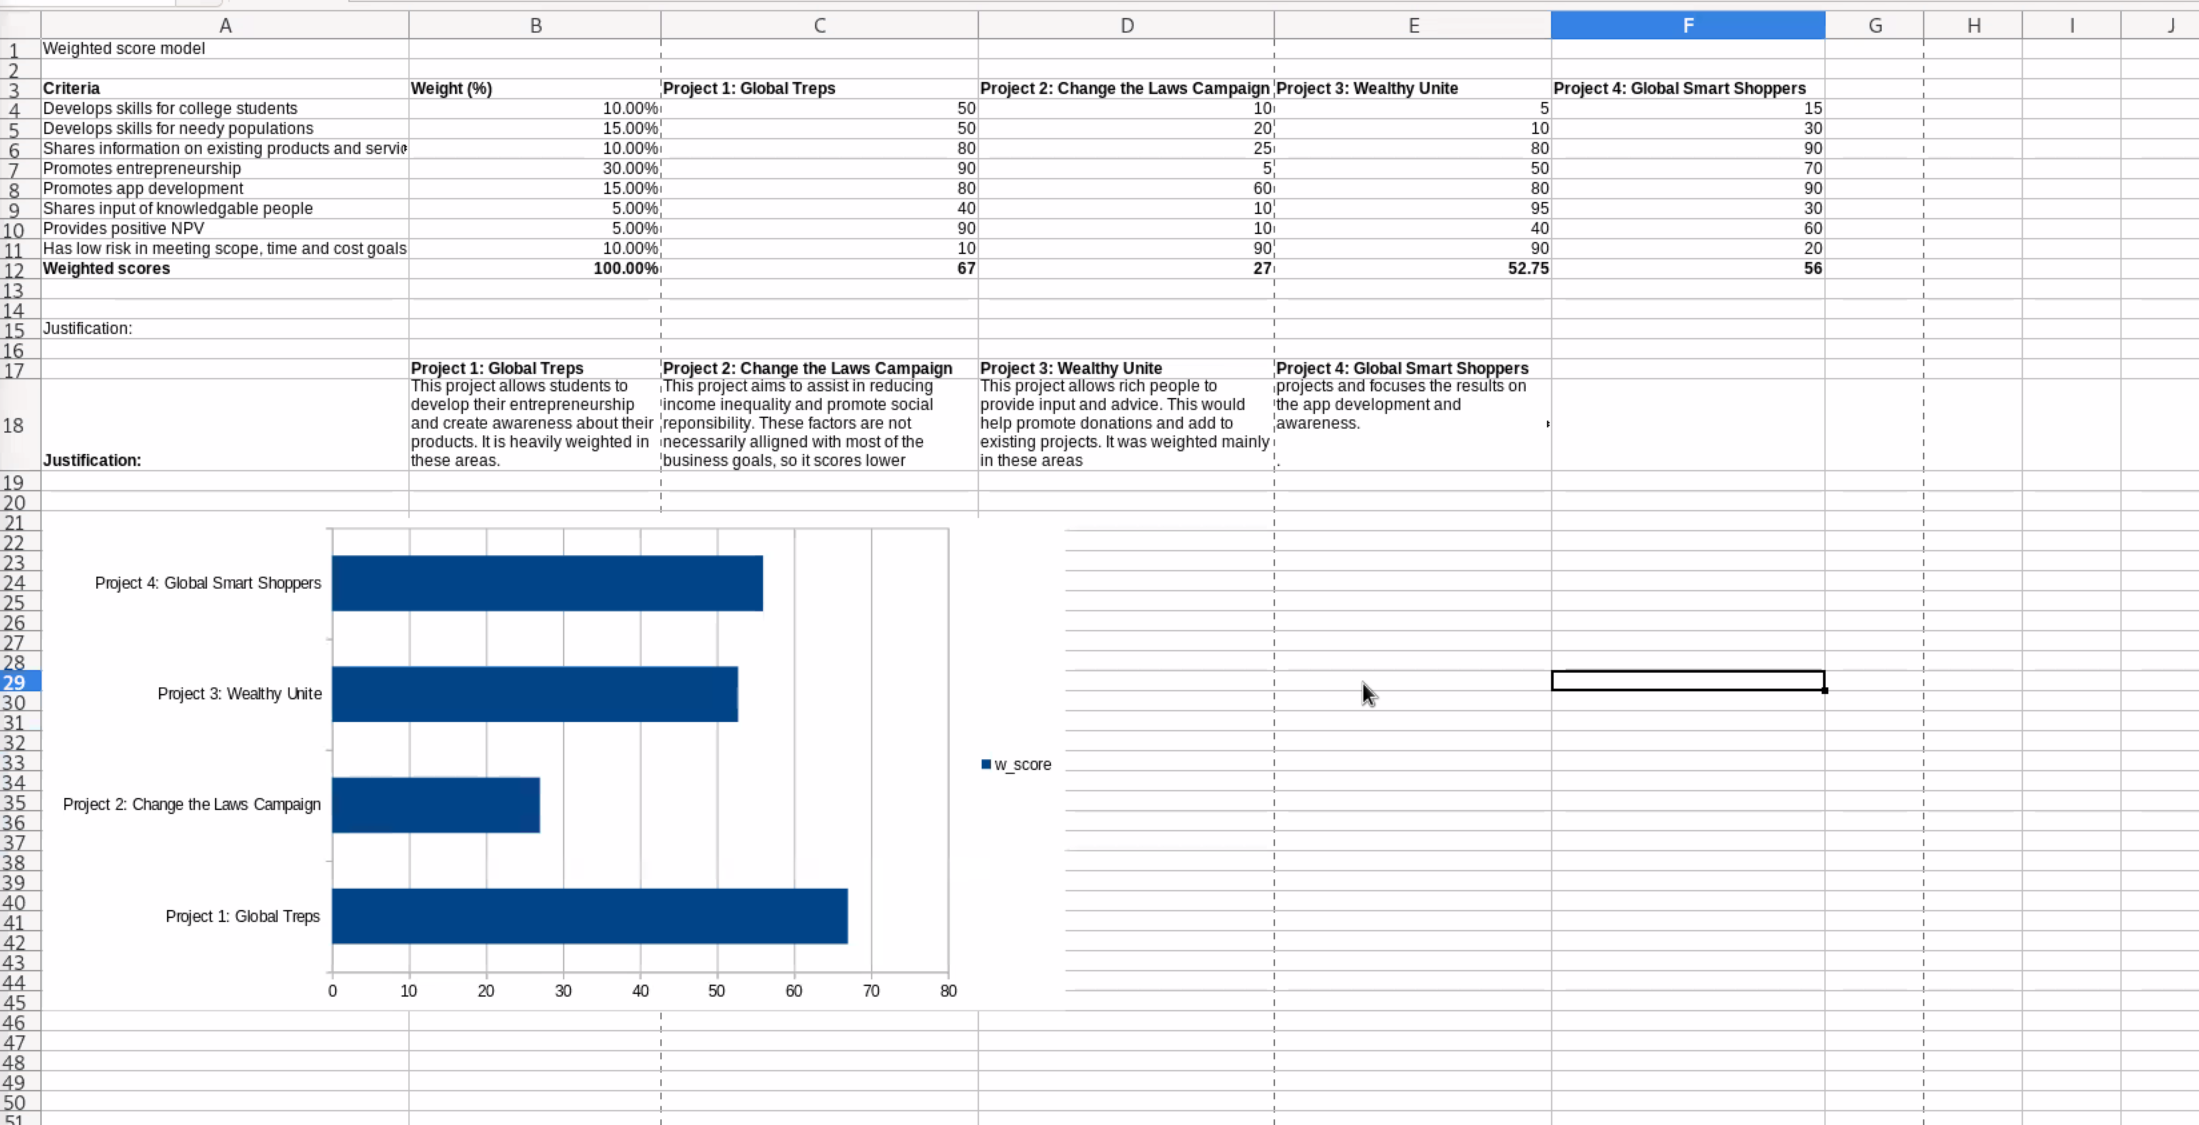 A B C D E F G H I J
1 Weighted score model
2
3 Criteria Weight (%) Project 1: Global Treps Project 2: Change the Laws Campaign Project 3: Wealthy Unite Project 4: Global Smart Shoppers
4 Develops skills for college students 10.00% 50 10 5 15
5 Develops skills for needy populations 15.00% 50 20 10 30
6 Shares information on existing products and servic 10.00% 80 25 80 90
7 Promotes entrepreneurship 30.00% 90 5 50 70
8 Promotes app development 15.00% 80 60 80 90
9 Shares input of knowledgable people 5.00% 40 10 95 30
10 Provides positive NPV 5.00% 90 10 40 60
11 Has low risk in meeting scope, time and cost goals 10.00% 10 90 90 20
12 Weighted scores 100.00% 67 27 52.75 56
13
14
15 Justification:
16
17 Project 1: Global Treps Project 2: Change the Laws Campaign Project 3: Wealthy Unite Project 4: Global Smart Shoppers
18 Justification:
This project allows students to
develop their entrepreneurship
and create awareness about their
products. It is heavily weighted in
these areas.
This project aims to assist in reducing
income inequality and promote social
reponsibility. These factors are not
necessarily alligned with most of the
business goals, so it scores lower
This project allows rich people to
provide input and advice. This would
help promote donations and add to
existing projects. It was weighted mainly
in these areas
projects and focuses the results on
the app development and
awareness.
.
19
20
21
22
23
24
25
26
27
28
29
30
31
32
33
34
35
36
37
38
39
40
41
42
43
44
45
46
47
48
49
50
51
Project 4: Global Smart Shoppers
Project 3: Wealthy Unite
w_score
Project 2: Change the Laws Campaign
Project 1: Global Treps
0 10 20 30 40 50 60 70 80